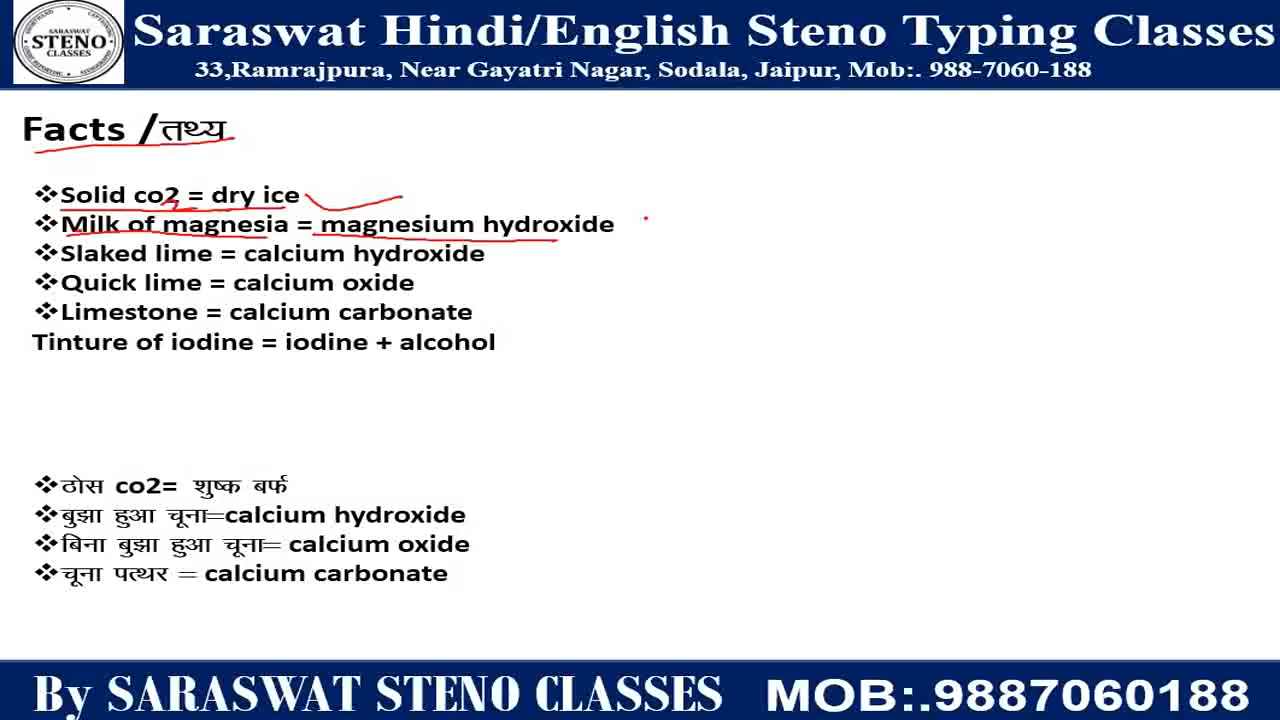 SARASWAT
STENO
CLASSES
Saraswat Hindi/English Steno Typing Classes
33,Ramrajpura, Near Gayatri Nagar, Sodala, Jaipur, Mob:. 988-7060-188
Facts /तथ्य
❖Solid co2 = dry ice
❖Milk of magnesia = magnesium hydroxide
❖Slaked lime = calcium hydroxide
❖Quick lime = calcium oxide
❖Limestone = calcium carbonate
Tinture of iodine = iodine + alcohol
❖ठोस co2= शुष्क बर्फ
❖बुझा हुआ चूना=calcium hydroxide
❖बिना बुझा हुआ चूना= calcium oxide
❖चूना पत्थर = calcium carbonate
By SARASWAT STENO CLASSES MOB:.9887060188